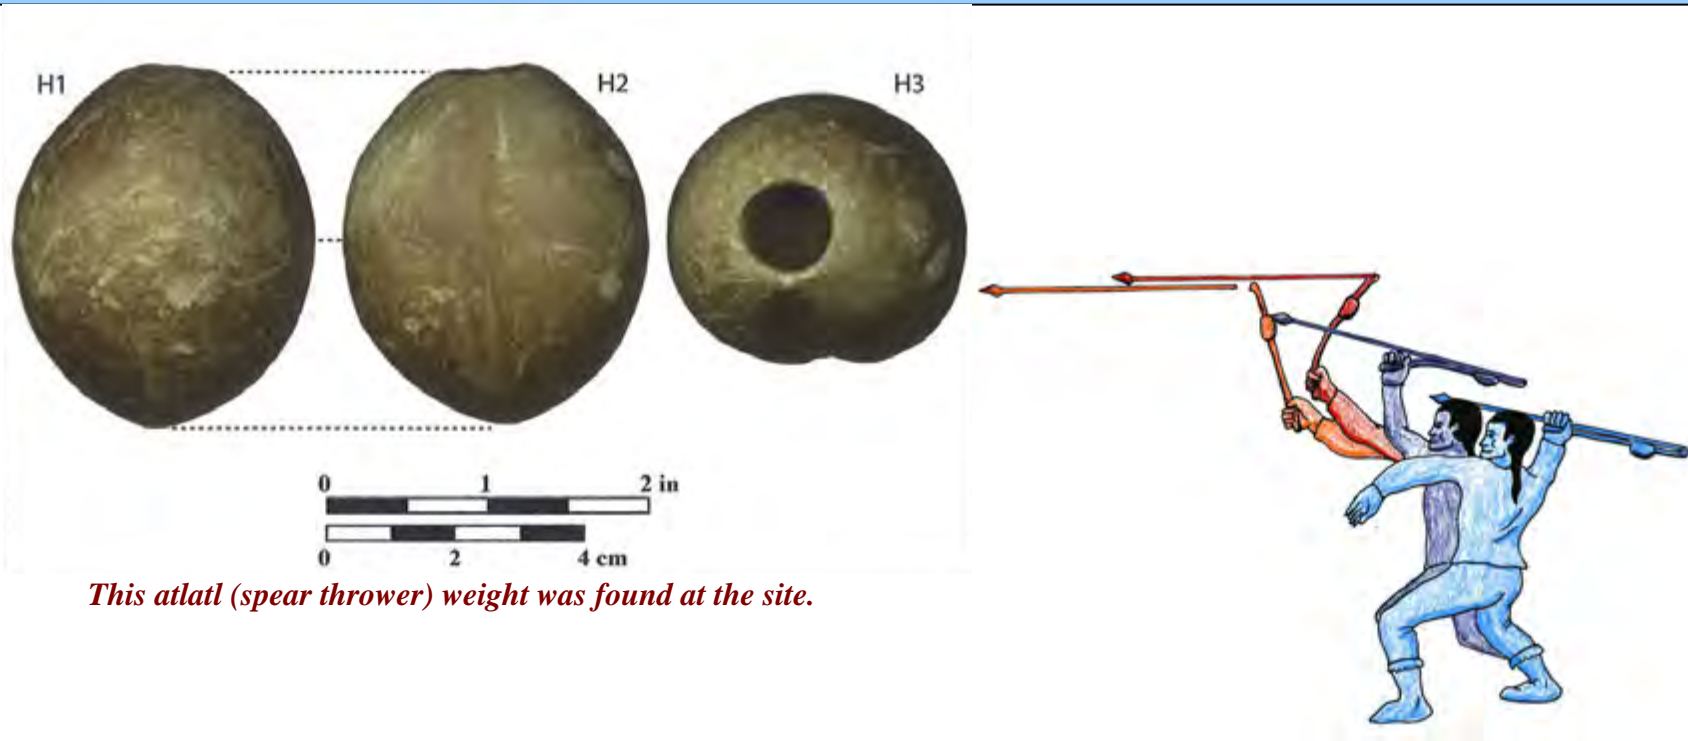 H1
H2
H3
0 1 2 in
0 2 4 cm
This atlatl (spear thrower) weight was found at the site.